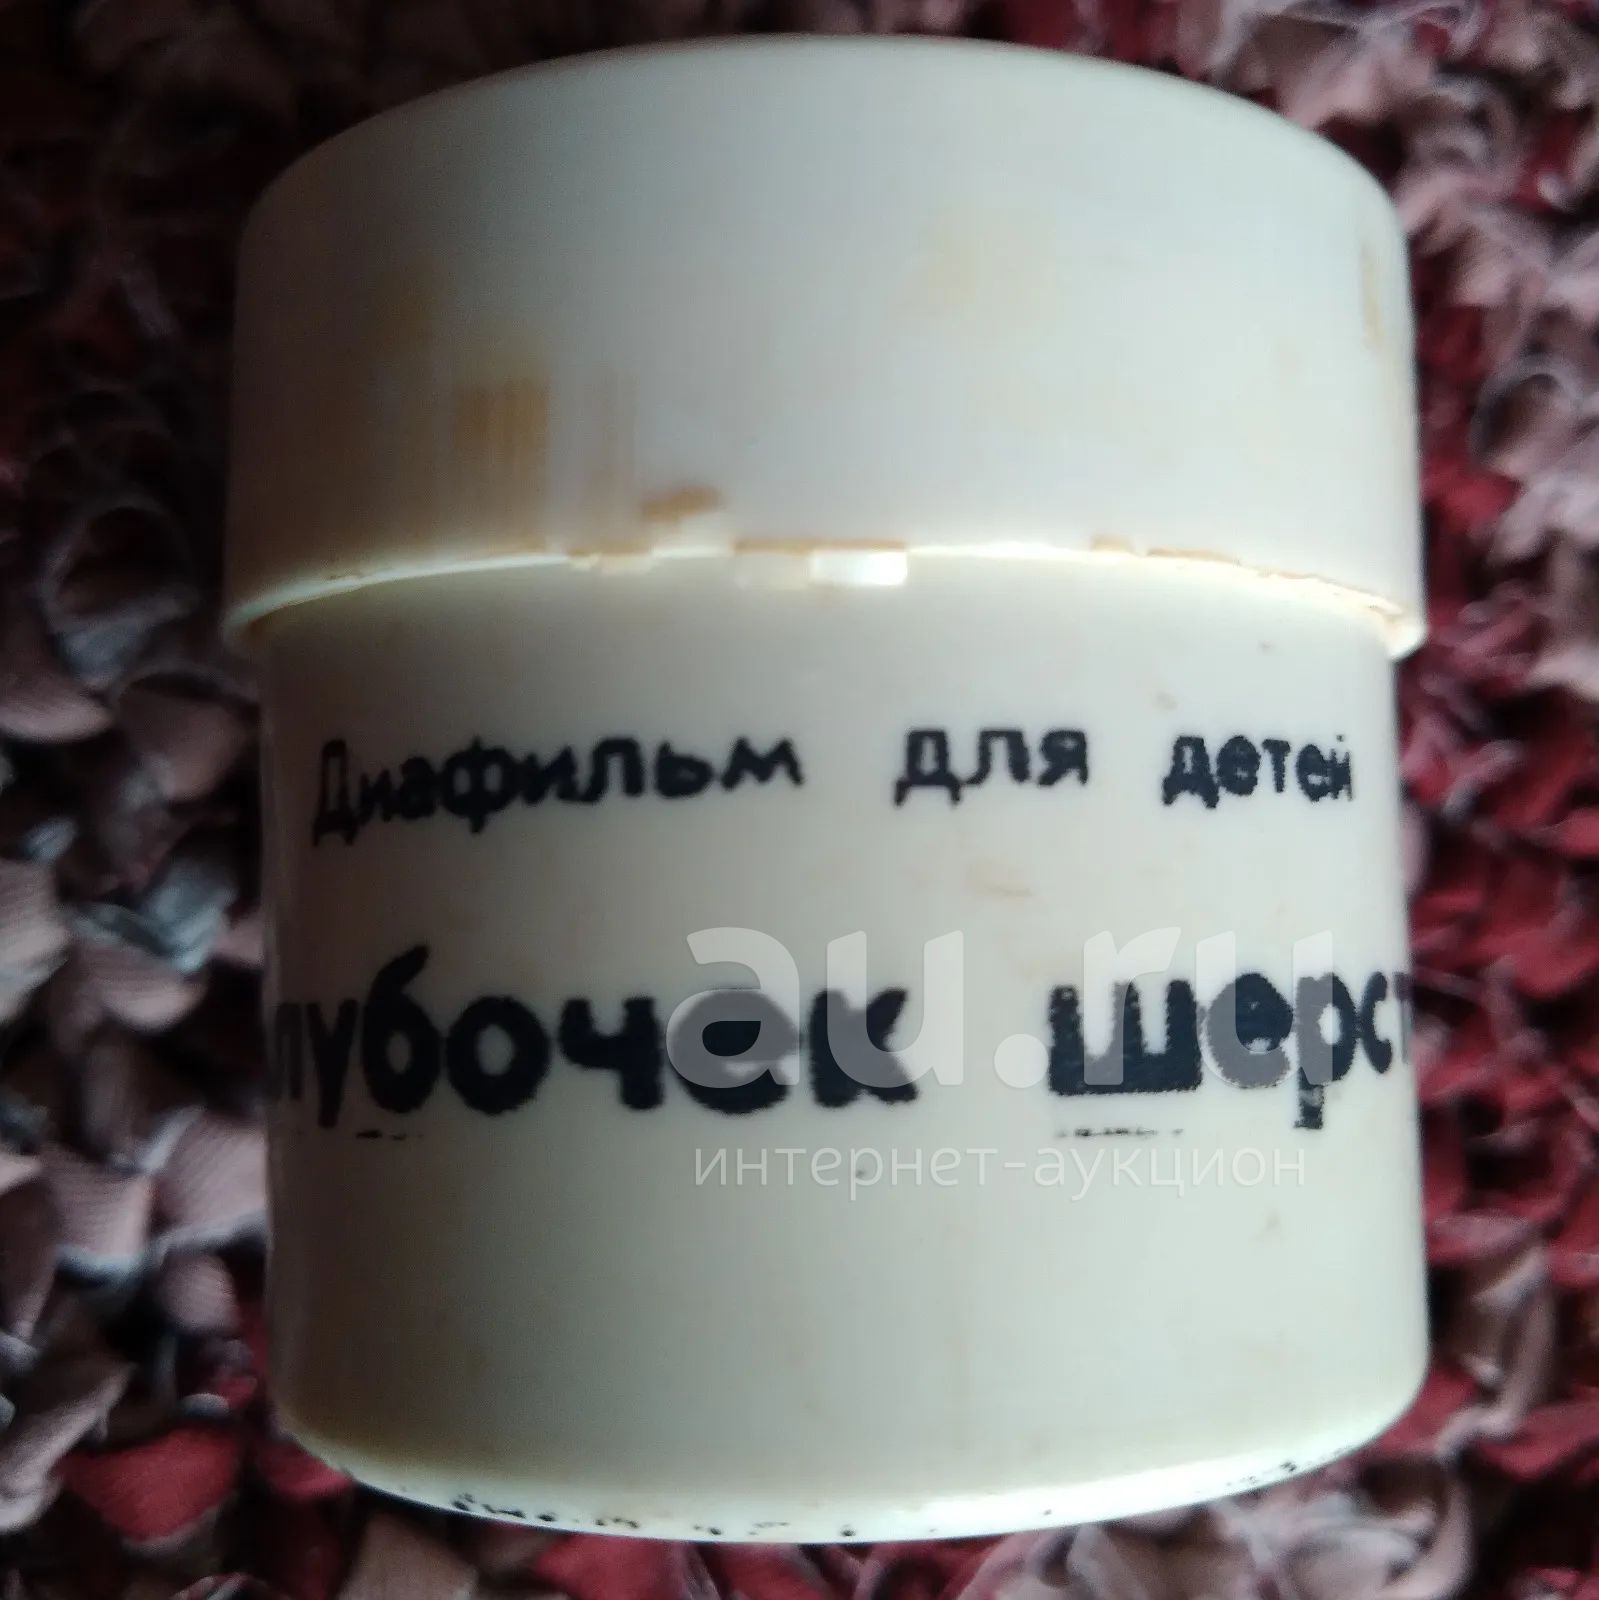 Диафильм для детей
лубочек шерст
au.ru
интернет-аукцион